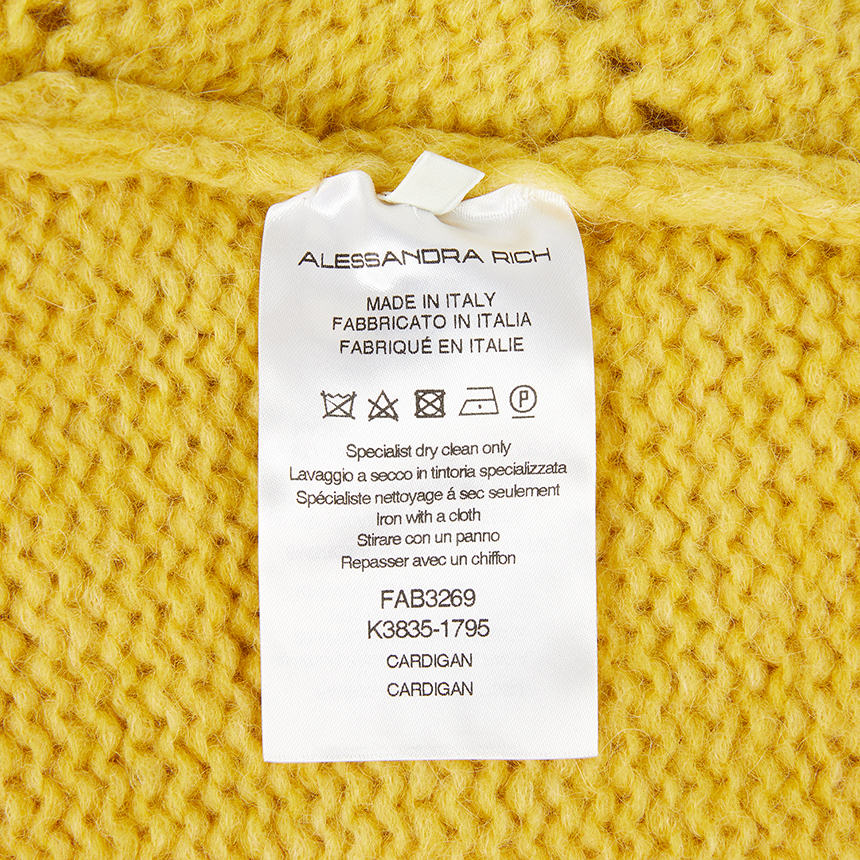 ALESSANDRA RICH
MADE IN ITALY
FABBRICATO IN ITALIA
FABRIQUÉ EN ITALIE
P
Specialist dry clean only
Lavaggio a secco in tintoria specializzata
Spécialiste nettoyage á sec seulement
Iron with a cloth
Stirare con un panno
Repasser avec un chiffon
FAB3269
K3835-1795
CARDIGAN
CARDIGAN